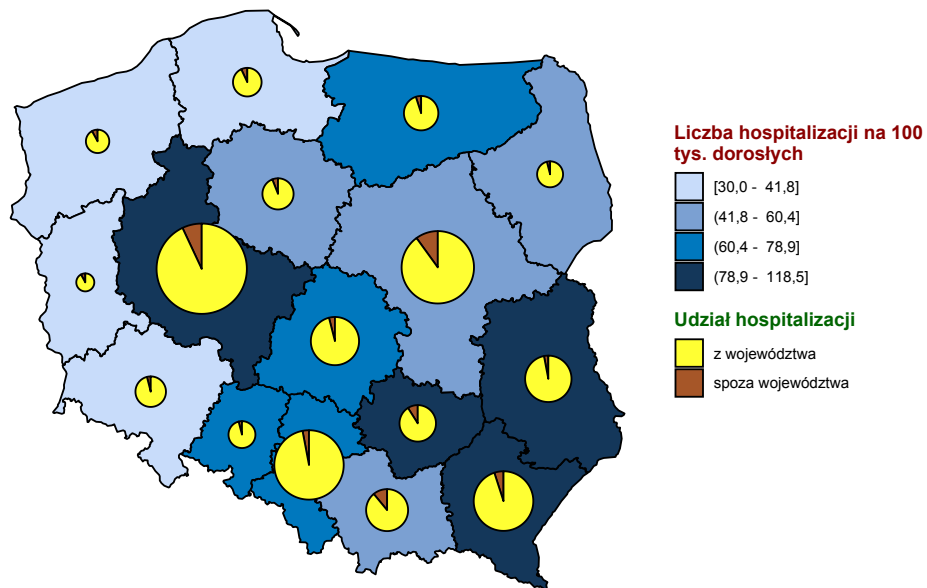 Liczba hospitalizacji na 100
tys. dorosłych
[30,0 - 41,8]
(41,8 - 60,4]
(60,4 - 78,9]
(78,9 - 118,5]
Udział hospitalizacji
z województwa
spoza województwa